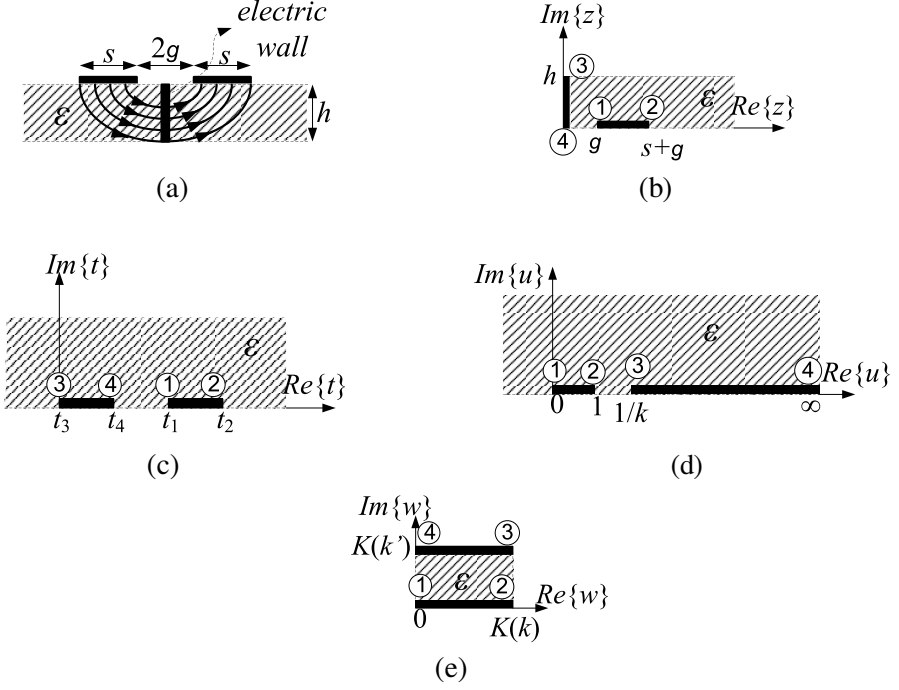 electric
wall
s 2g s
ε
h
(a)
Im{z}
h
3
1 2
ε
Re{z}
4
g s+g
(b)
Im{t}
ε
3 4 1 2
Re{t}
t3 t4 t1 t2
(c)
Im{u}
ε
1 2 3 4
Re{u}
0 1 1/k ∞
(d)
Im{w}
4 3
K(k')
ε
1 2
Re{w}
0 K(k)
(e)